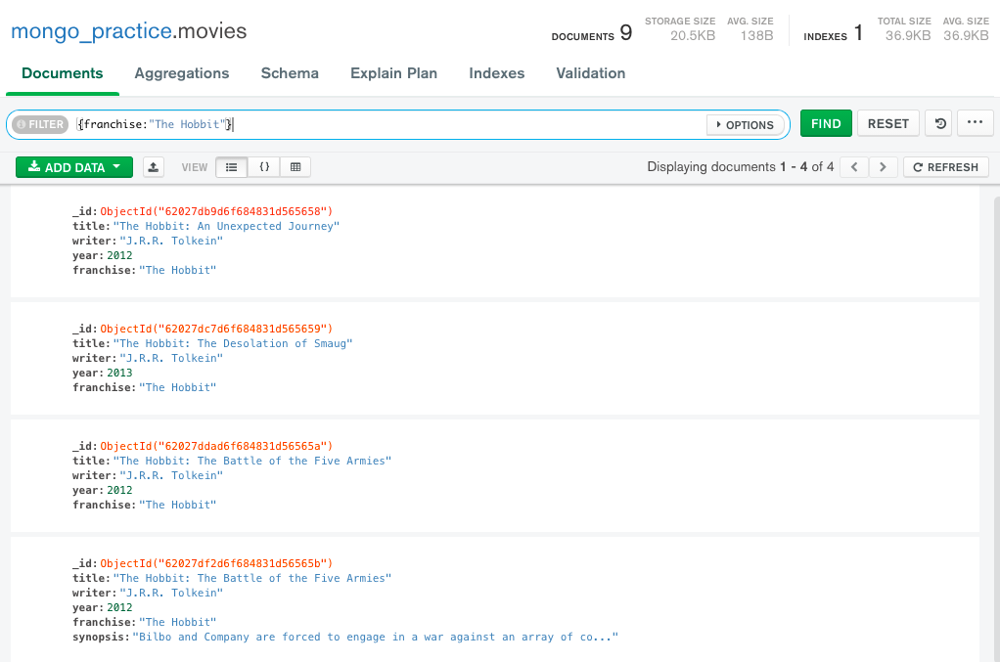 mongo_practice.movies
DOCUMENTS 9
STORAGE SIZE AVG. SIZE
20.5KB 138B
INDEXES 1
TOTAL SIZE AVG. SIZE
36.9KB 36.9KB
Documents Aggregations Schema Explain Plan Indexes Validation
FILTER {franchise:"The Hobbit"} OPTIONS FIND RESET ...
ADD DATA VIEW {} Displaying documents 1 - 4 of 4 < > REFRESH
_id:ObjectId("62027db9d6f684831d565658")
title:"The Hobbit: An Unexpected Journey"
writer:"J.R.R. Tolkein"
year:2012
franchise:"The Hobbit"
_id:ObjectId("62027dc7d6f684831d565659")
title:"The Hobbit: The Desolation of Smaug"
writer:"J.R.R. Tolkein"
year:2013
franchise:"The Hobbit"
_id:ObjectId("62027ddad6f684831d56565a")
title:"The Hobbit: The Battle of the Five Armies"
writer:"J.R.R. Tolkein"
year:2012
franchise:"The Hobbit"
_id:ObjectId("62027df2d6f684831d56565b")
title:"The Hobbit: The Battle of the Five Armies"
writer:"J.R.R. Tolkein"
year:2012
franchise:"The Hobbit"
synopsis:"Bilbo and Company are forced to engage in a war against an array of co..."